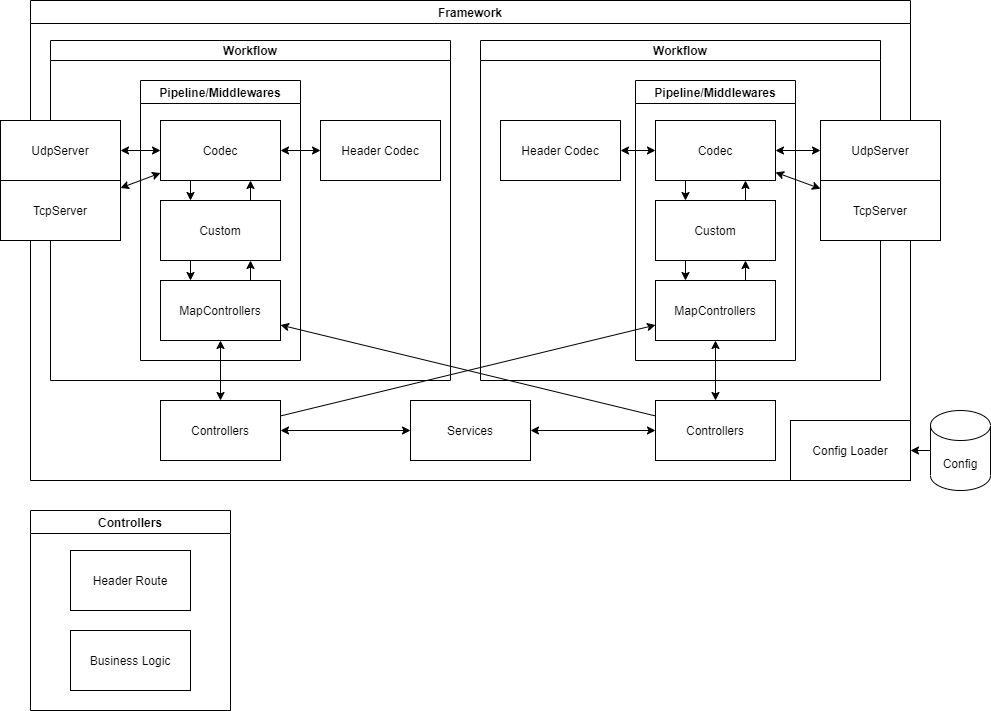 Framework
Workflow
Workflow
Pipeline/Middlewares
Pipeline/Middlewares
UdpServer
Codec
Header Codec
Header Codec
Codec
UdpServer
TcpServer
Custom
Custom
TcpServer
MapControllers
MapControllers
Controllers
Services
Controllers
Config Loader
Config
Controllers
Header Route
Business Logic